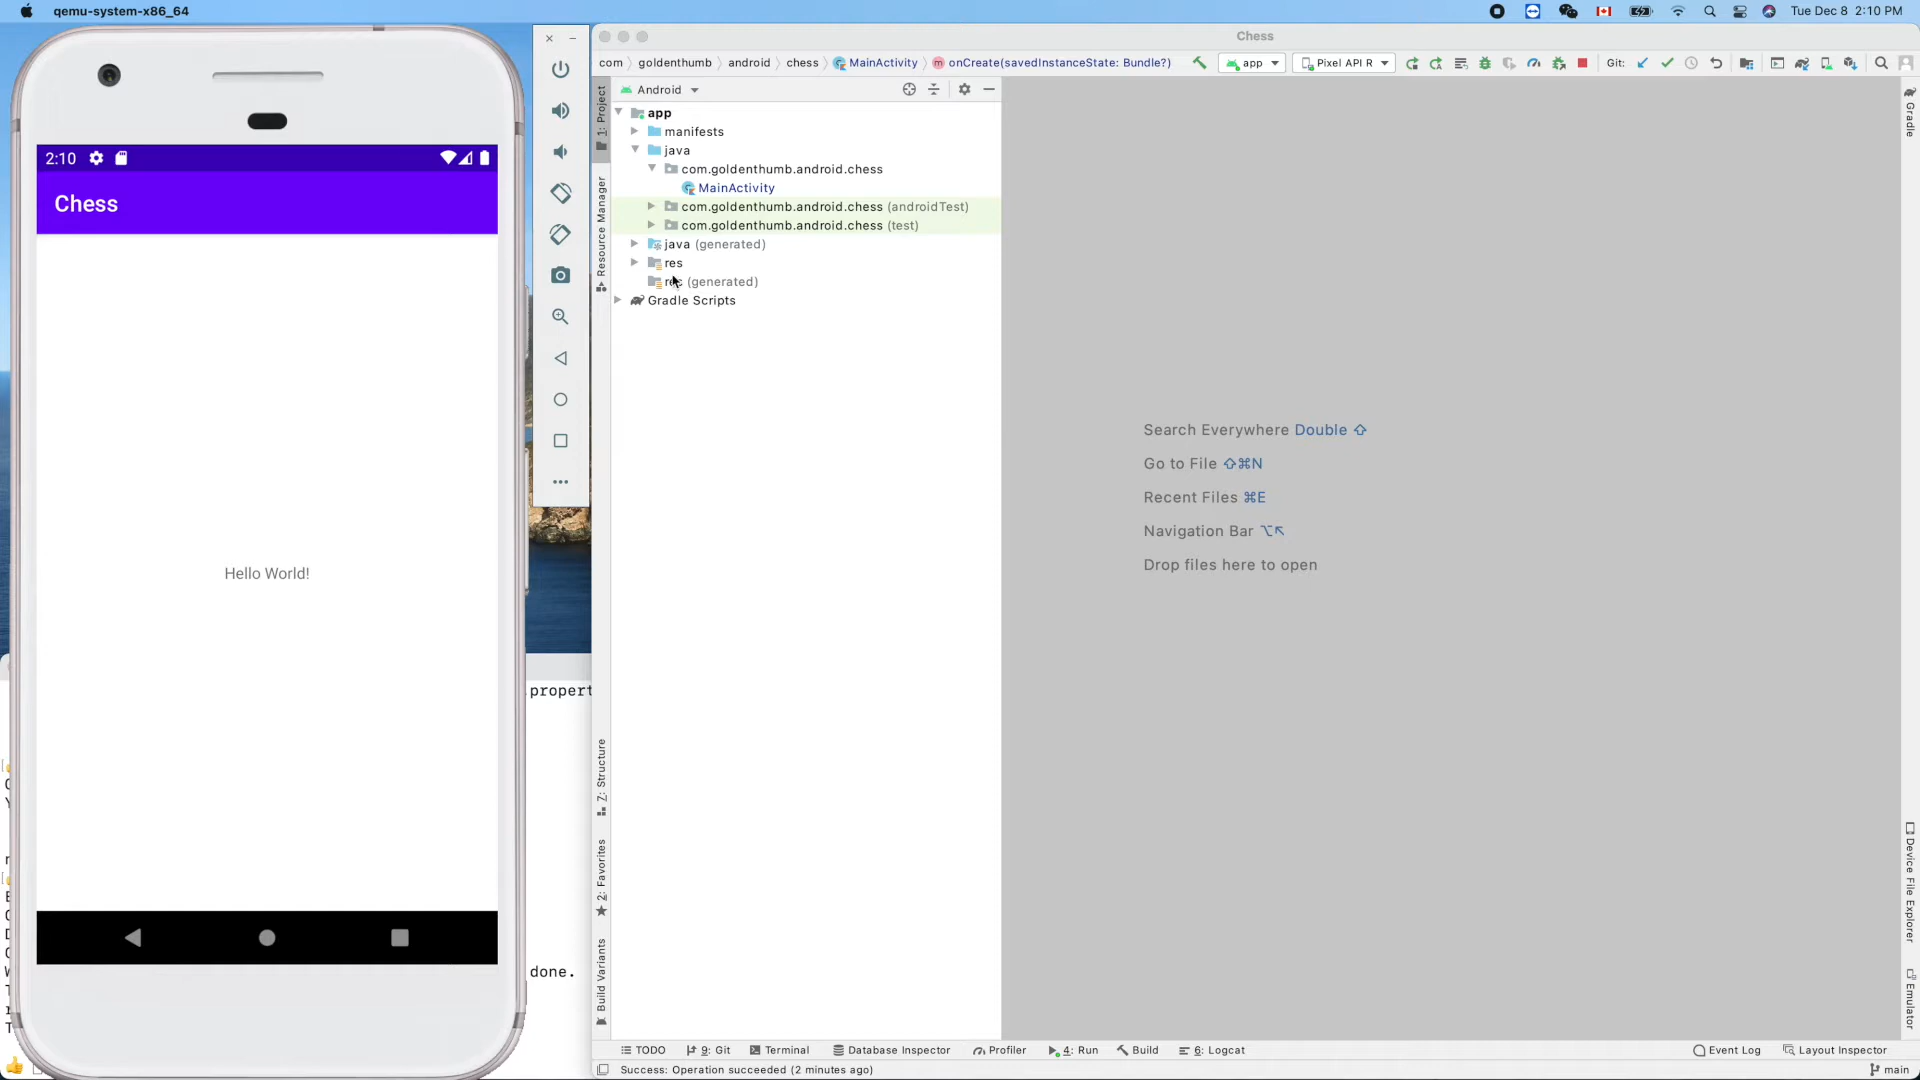 qemu-system-x86_64
Tue Dec 8 2:10 PM
Chess
com goldenthumb android chess MainActivity onCreate(savedInstanceState: Bundle?)
app
Pixel API R
Git:
1: Project
Resource Manager
7: Structure
2: Favorites
Build Variants
Android
app
manifests
java
com.goldenthumb.android.chess
MainActivity
com.goldenthumb.android.chess (androidTest)
com.goldenthumb.android.chess (test)
java (generated)
res
res (generated)
Gradle Scripts
2:10
Chess
Hello World!
.propert
done.
Search Everywhere Double ⇧
Go to File ⇧⌘N
Recent Files ⌘E
Navigation Bar ⌥↖
Drop files here to open
Gradle
Device File Explorer
Emulator
TODO
9: Git
Terminal
Database Inspector
Profiler
4: Run
Build
6: Logcat
Event Log
Layout Inspector
Success: Operation succeeded (2 minutes ago)
main